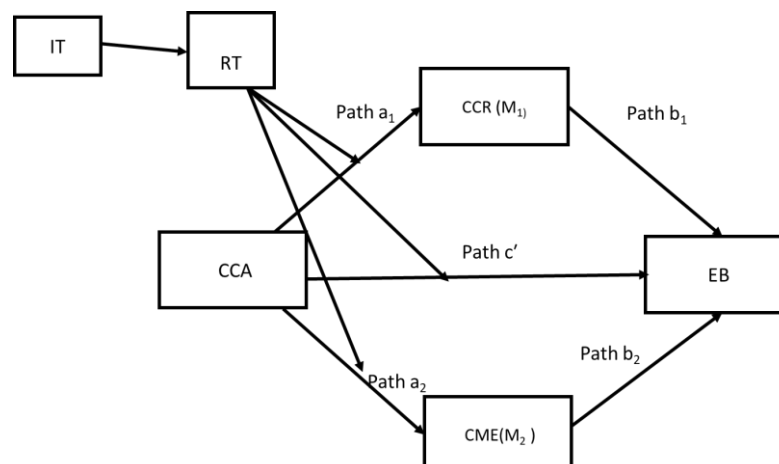 IT
RT
Path a₁
CCR (M₁)
Path b₁
CCA
Path c’
EB
Path a₂
Path b₂
CME(M₂ )